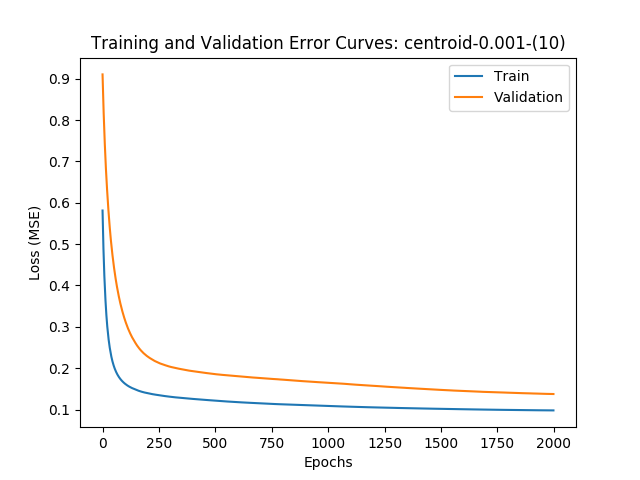 Training and Validation Error Curves: centroid-0.001-(10)
Train
Validation
0.9
0.8
0.7
0.6
0.5
0.4
0.3
0.2
0.1
Loss (MSE)
0 250 500 750 1000 1250 1500 1750 2000
Epochs